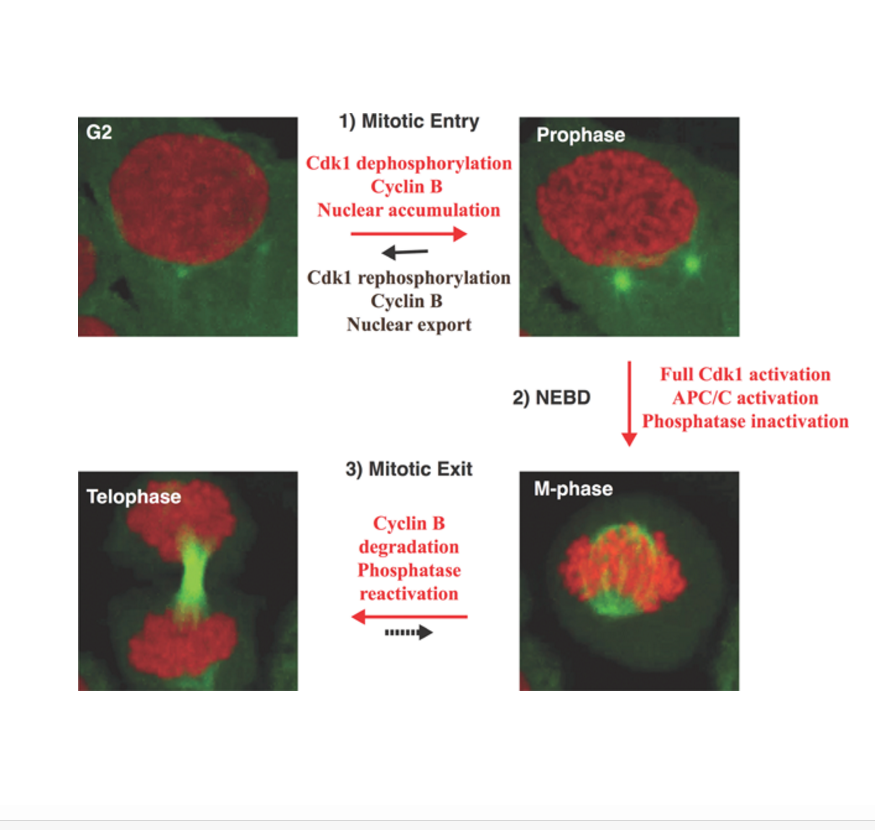 G2
1) Mitotic Entry
Cdk1 dephosphorylation
Cyclin B
Nuclear accumulation
Cdk1 rephosphorylation
Cyclin B
Nuclear export
Prophase
2) NEBD
Full Cdk1 activation
APC/C activation
Phosphatase inactivation
Telophase
3) Mitotic Exit
Cyclin B
degradation
Phosphatase
reactivation
M-phase